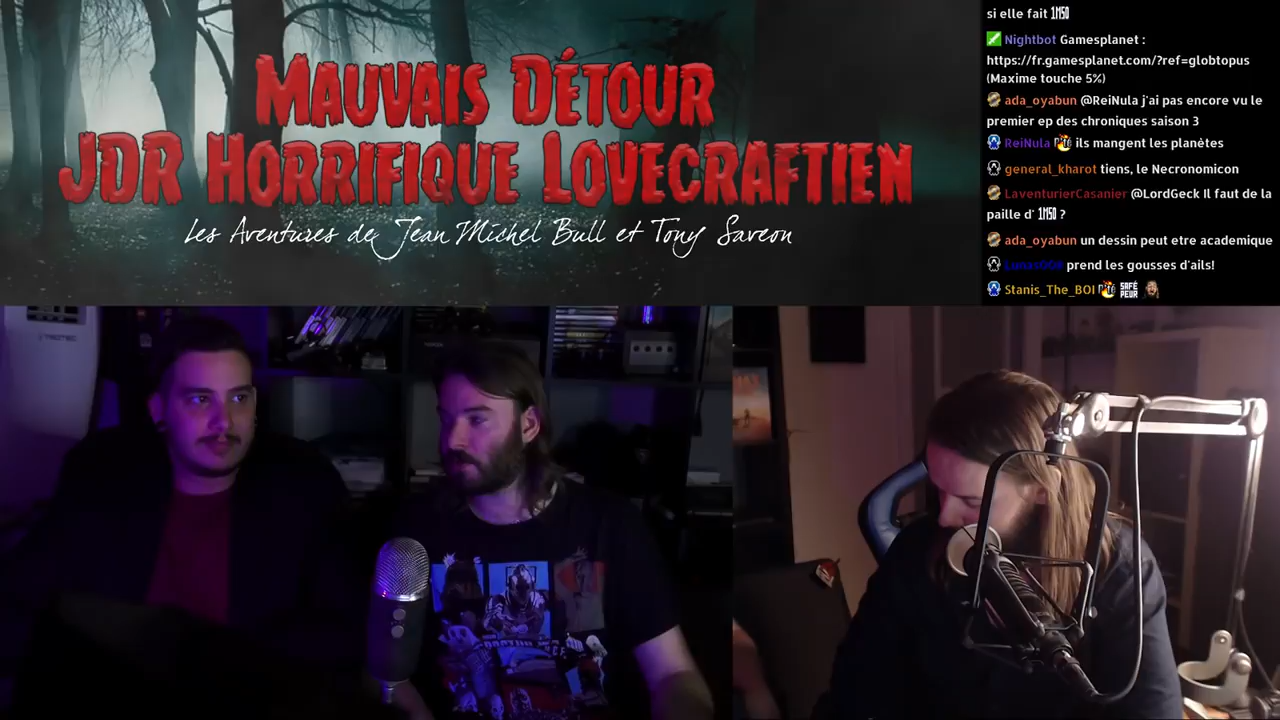 MAUVAIS DÉTOUR
JDR HORRIFIQUE LOVECRAFTIEN
Les Aventures de Jean Michel Bull et Tony Saveon
si elle fait 1M50
Nightbot Gamesplanet :
https://fr.gamesplanet.com/?ref=globtopus
(Maxime touche 5%)
ada_oyabun @ReiNula j'ai pas encore vu le
premier ep des chroniques saison 3
ReiNula ils mangent les planètes
general_kharot tiens, le Necronomicon
LaventurierCasanier @LordGeck Il faut de la
paille d' 1M50 ?
ada_oyabun un dessin peut etre academique
prend les gousses d'ails!
Stanis_The_BOI SAFÉ PEUR